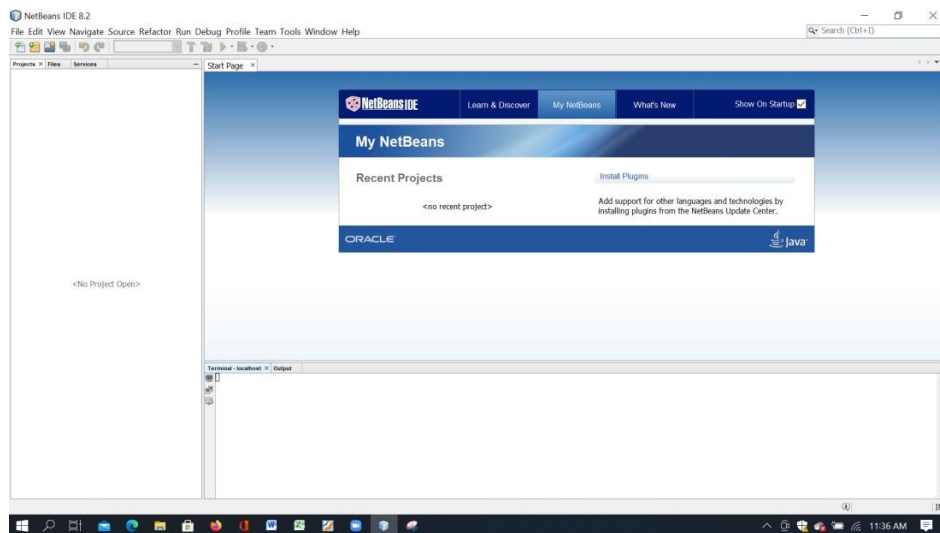 NetBeans IDE 8.2
File Edit View Navigate Source Refactor Run Debug Profile Team Tools Window Help
Search (Ctrl+I)
Projects Files Services
Start Page
NetBeans IDE Learn & Discover My NetBeans What's New Show On Startup
My NetBeans
Recent Projects
<no recent project>
Install Plugins
Add support for other languages and technologies by
installing plugins from the NetBeans Update Center.
ORACLE Java
<No Project Open>
Terminal - localhost Output
11:36 AM